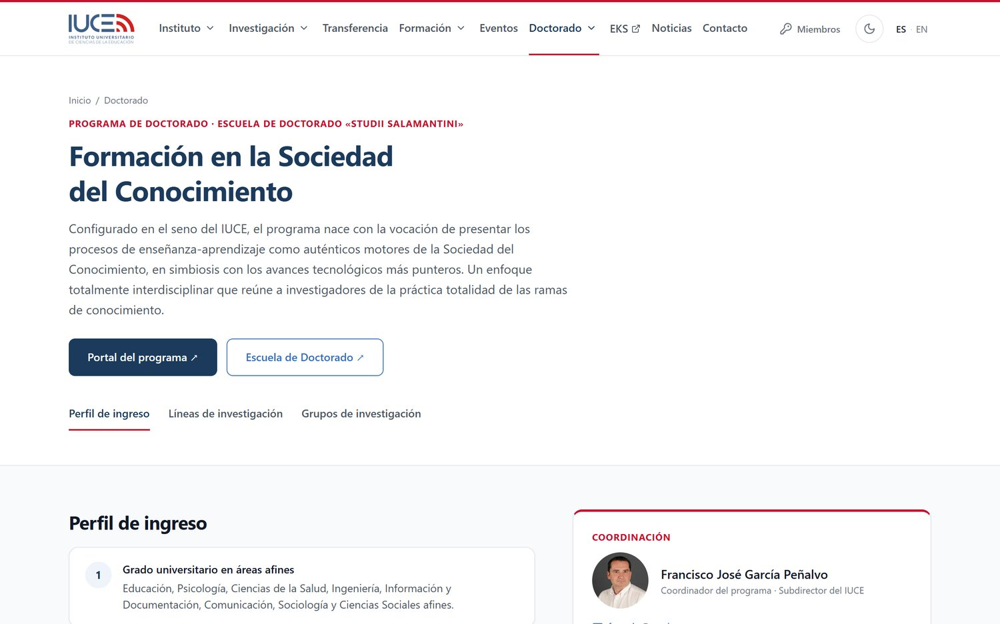 IUCE
INSTITUTO UNIVERSITARIO
DE CIENCIAS DE LA EDUCACIÓN
Instituto
Investigación
Transferencia
Formación
Eventos
Doctorado
EKS
Noticias
Contacto
Miembros
ES · EN
Inicio / Doctorado
PROGRAMA DE DOCTORADO · ESCUELA DE DOCTORADO «STUDII SALAMANTINI»
Formación en la Sociedad
del Conocimiento
Configurado en el seno del IUCE, el programa nace con la vocación de presentar los
procesos de enseñanza-aprendizaje como auténticos motores de la Sociedad del
Conocimiento, en simbiosis con los avances tecnológicos más punteros. Un enfoque
totalmente interdisciplinar que reúne a investigadores de la práctica totalidad de las ramas
de conocimiento.
Portal del programa ↗
Escuela de Doctorado ↗
Perfil de ingreso
Líneas de investigación
Grupos de investigación
Perfil de ingreso
1
Grado universitario en áreas afines
Educación, Psicología, Ciencias de la Salud, Ingeniería, Información y
Documentación, Comunicación, Sociología y Ciencias Sociales afines.
COORDINACIÓN
Francisco José García Peñalvo
Coordinador del programa · Subdirector del IUCE